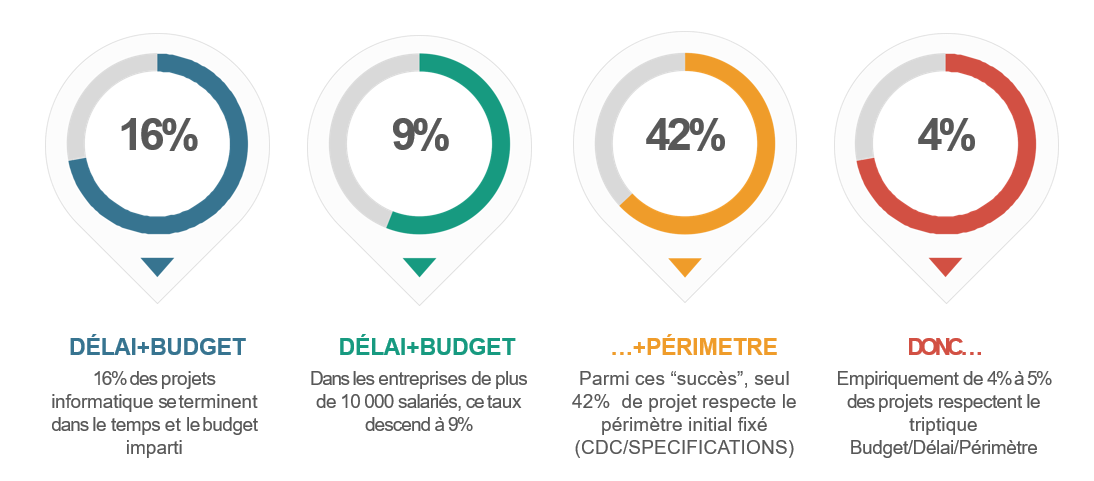 16%
9%
42%
4%
DÉLAI+BUDGET
16% des projets
informatique se terminent
dans le temps et le budget
imparti
DÉLAI+BUDGET
Dans les entreprises de plus
de 10 000 salariés, ce taux
descend à 9%
…+PÉRIMETRE
Parmi ces “succès”, seul
42% de projet respecte le
périmètre initial fixé
(CDC/SPECIFICATIONS)
DONC…
Empiriquement de 4% à 5%
des projets respectent le
triptique
Budget/Délai/Périmètre